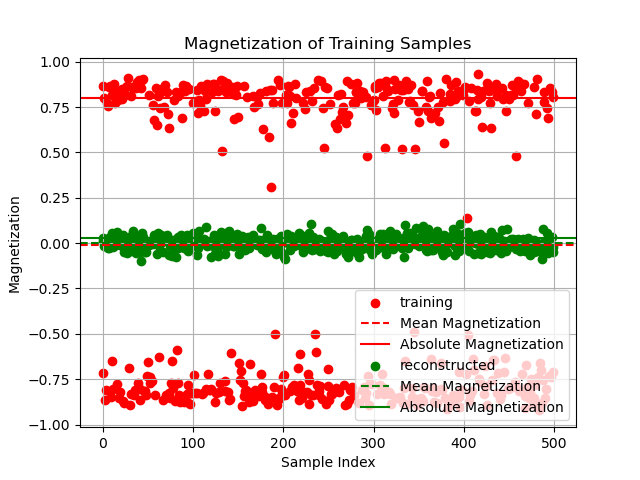 Magnetization of Training Samples
1.00
0.75
0.50
0.25
0.00
−0.25
−0.50
−0.75
−1.00
Magnetization
training
Mean Magnetization
Absolute Magnetization
reconstructed
Mean Magnetization
Absolute Magnetization
0 100 200 300 400 500
Sample Index